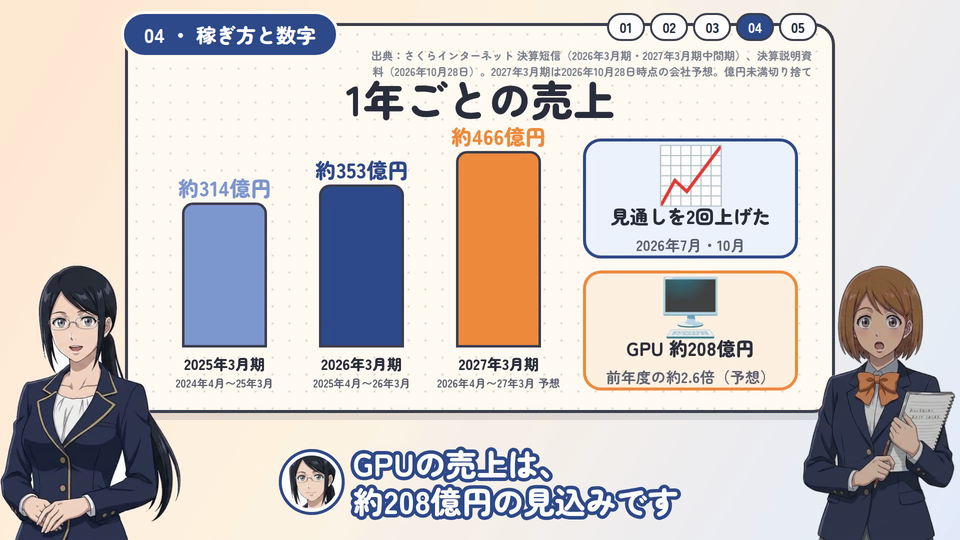 04 ・ 稼ぎ方と数字
01 02 03 04 05
出典：さくらインターネット 決算短信（2026年3月期・2027年3月期中間期）、決算説明資
料（2026年10月28日）。2027年3月期は2026年10月28日時点の会社予想。億円未満切り捨て
1年ごとの売上
約314億円
約353億円
約466億円
2025年3月期
2024年4月〜25年3月
2026年3月期
2025年4月〜26年3月
2027年3月期
2026年4月〜27年3月 予想
見通しを2回上げた
2026年7月・10月
GPU 約208億円
前年度の約2.6倍（予想）
GPUの売上は、
約208億円の見込みです